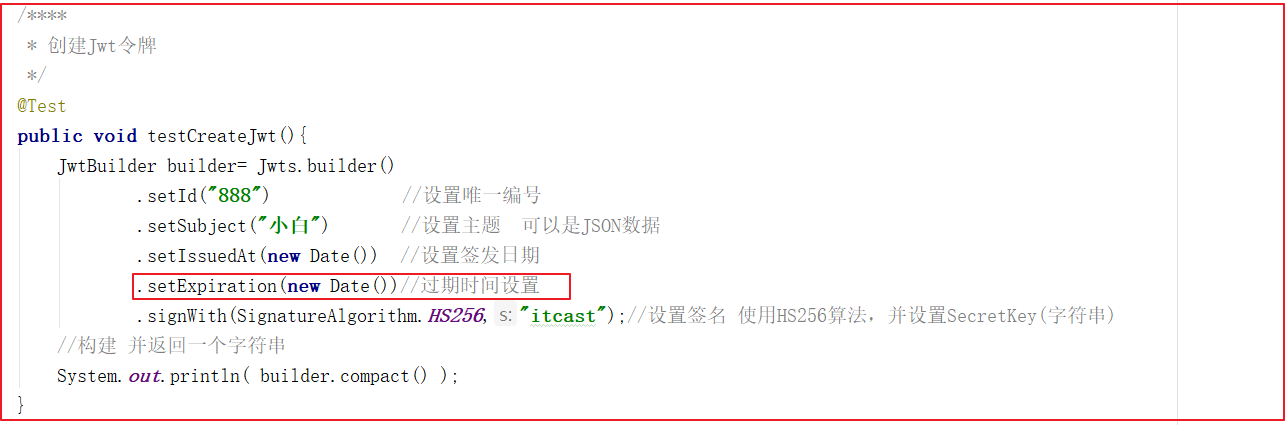 /****
 * 创建Jwt令牌
 */
@Test
public void testCreateJwt(){
    JwtBuilder builder= Jwts.builder()
            .setId("888")             //设置唯一编号
            .setSubject("小白")       //设置主题  可以是JSON数据
            .setIssuedAt(new Date())  //设置签发日期
            .setExpiration(new Date())//过期时间设置
            .signWith(SignatureAlgorithm.HS256, s: "itcast");//设置签名 使用HS256算法，并设置SecretKey(字符串)
    //构建 并返回一个字符串
    System.out.println( builder.compact() );
}